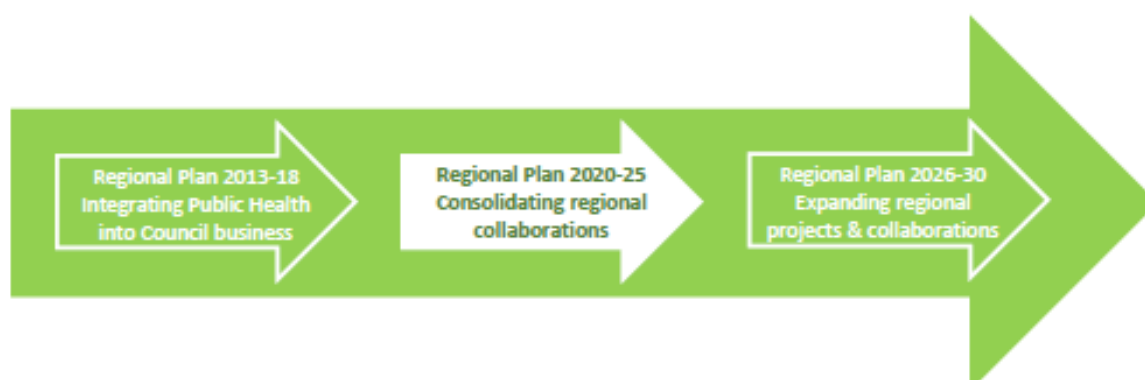 Regional Plan 2013-18
Integrating Public Health
into Council business
Regional Plan 2020-25
Consolidating regional
collaborations
Regional Plan 2026-30
Expanding regional
projects & collaborations